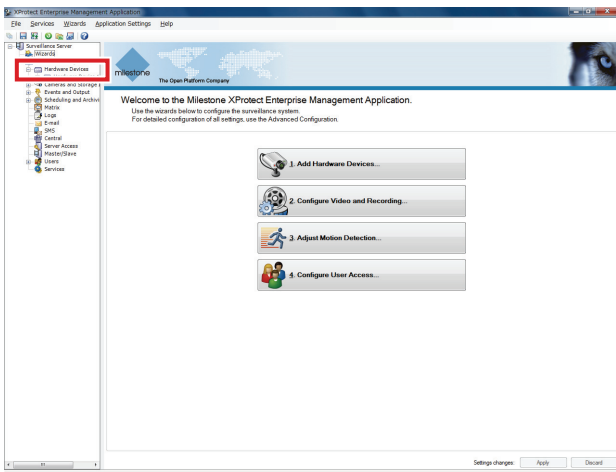 XProtect Enterprise Management Application
File Services Wizards Application Settings Help
Surveillance Server
Wizards
Hardware Devices
Cameras and Storage
Events and Output
Scheduling and Archivi
Matrix
Logs
E-mail
SMS
Central
Server Access
Master/Slave
Users
Services
milestone
The Open Platform Company
Welcome to the Milestone XProtect Enterprise Management Application.
Use the wizards below to configure the surveillance system.
For detailed configuration of all settings, use the Advanced Configuration.
1. Add Hardware Devices...
2. Configure Video and Recording...
3. Adjust Motion Detection...
4. Configure User Access...
Settings changes: Apply Discard